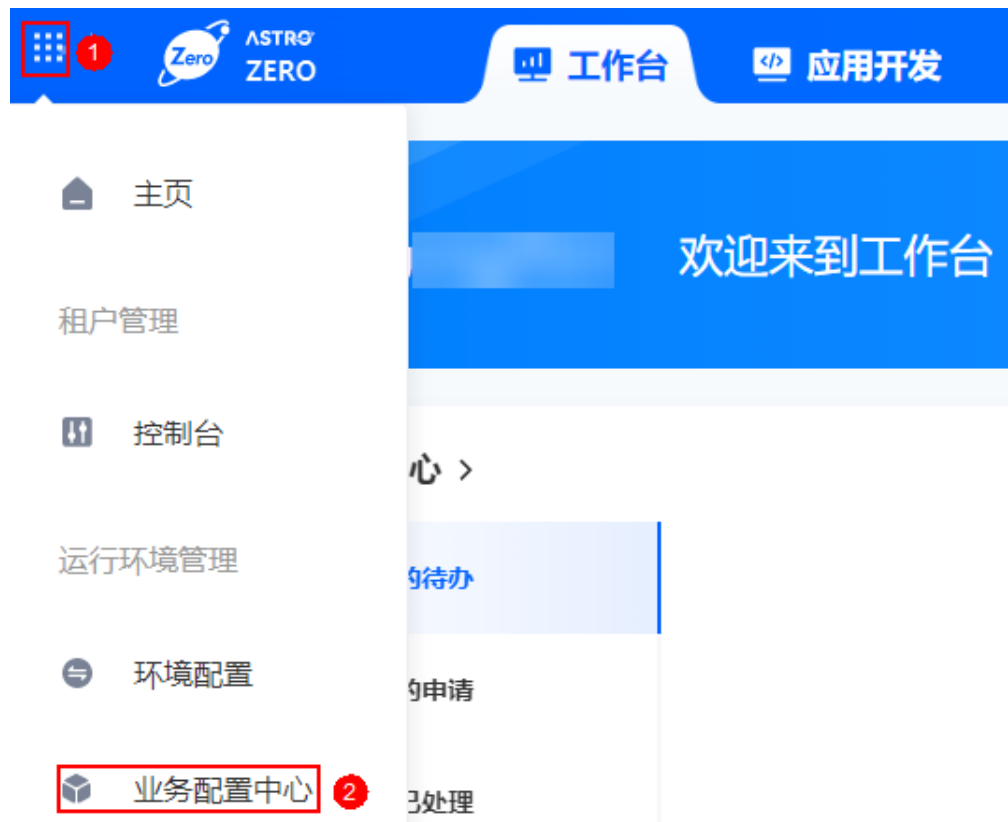 1
Zero
ASTRO
ZERO
工作台
应用开发
主页
欢迎来到工作台
租户管理
控制台
心 >
运行环境管理
的待办
环境配置
的申请
业务配置中心
2
已处理